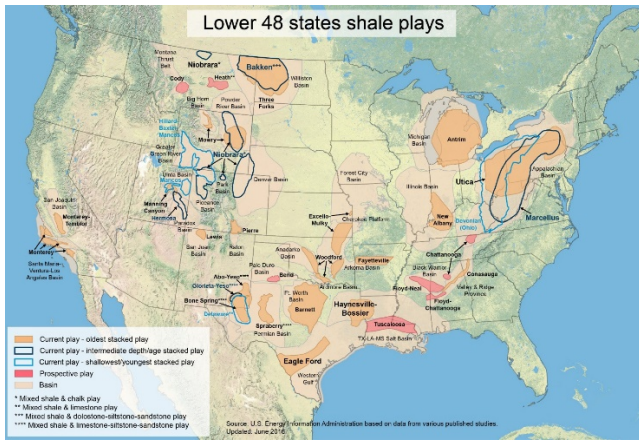 Lower 48 states shale plays
Montana
Thrust
Belt
Niobrara*
Bakken***
Cody
Heath**
Williston
Basin
Big Horn
Basin
Powder
River Basin
Three
Forks
Hilliard-
Baxter-
Mancos
Mowry
Greater
Green River
Basin
Niobrara*
Michigan
Basin
Antrim
Uinta Basin
Mancos
Park
Basin
Denver Basin
Forest City
Basin
Illinois Basin
Utica
Appalachian
Basin
Manning
Canyon
Piceance
Basin
Hermosa
Paradox
Basin
Excello-
Mulky
Cherokee Platform
New
Albany
Devonian
(Ohio)
Marcellus
San Joaquin
Basin
Monterey-
Temblor
Monterey
Santa Maria-
Ventura-Los
Angeles Basin
Lewis
San Juan
Basin
Pierre
Raton
Basin
Anadarko
Basin
Woodford
Arkoma Basin
Fayetteville
Chattanooga
Black Warrior
Basin
Conasauga
Valley & Ridge
Province
Palo Duro
Basin
Bend
Ardmore Basin
Abo-Yeso****
Glorieta-Yeso****
Bone Spring****
Delaware****
Ft. Worth
Basin
Barnett
Spraberry****
Permian Basin
Haynesville-
Bossier
Floyd-Neal
Floyd-
Chattanooga
Tuscaloosa
TX-LA-MS Salt Basin
Eagle Ford
Western
Gulf
Current play - oldest stacked play
Current play - intermediate depth/age stacked play
Current play - shallowest/youngest stacked play
Prospective play
Basin
* Mixed shale & chalk play
** Mixed shale & limestone play
*** Mixed shale & dolostone-siltstone-sandstone play
**** Mixed shale & limestone-siltstone-sandstone play
Source: U.S. Energy Information Administration based on data from various published studies.
Updated: June 2016